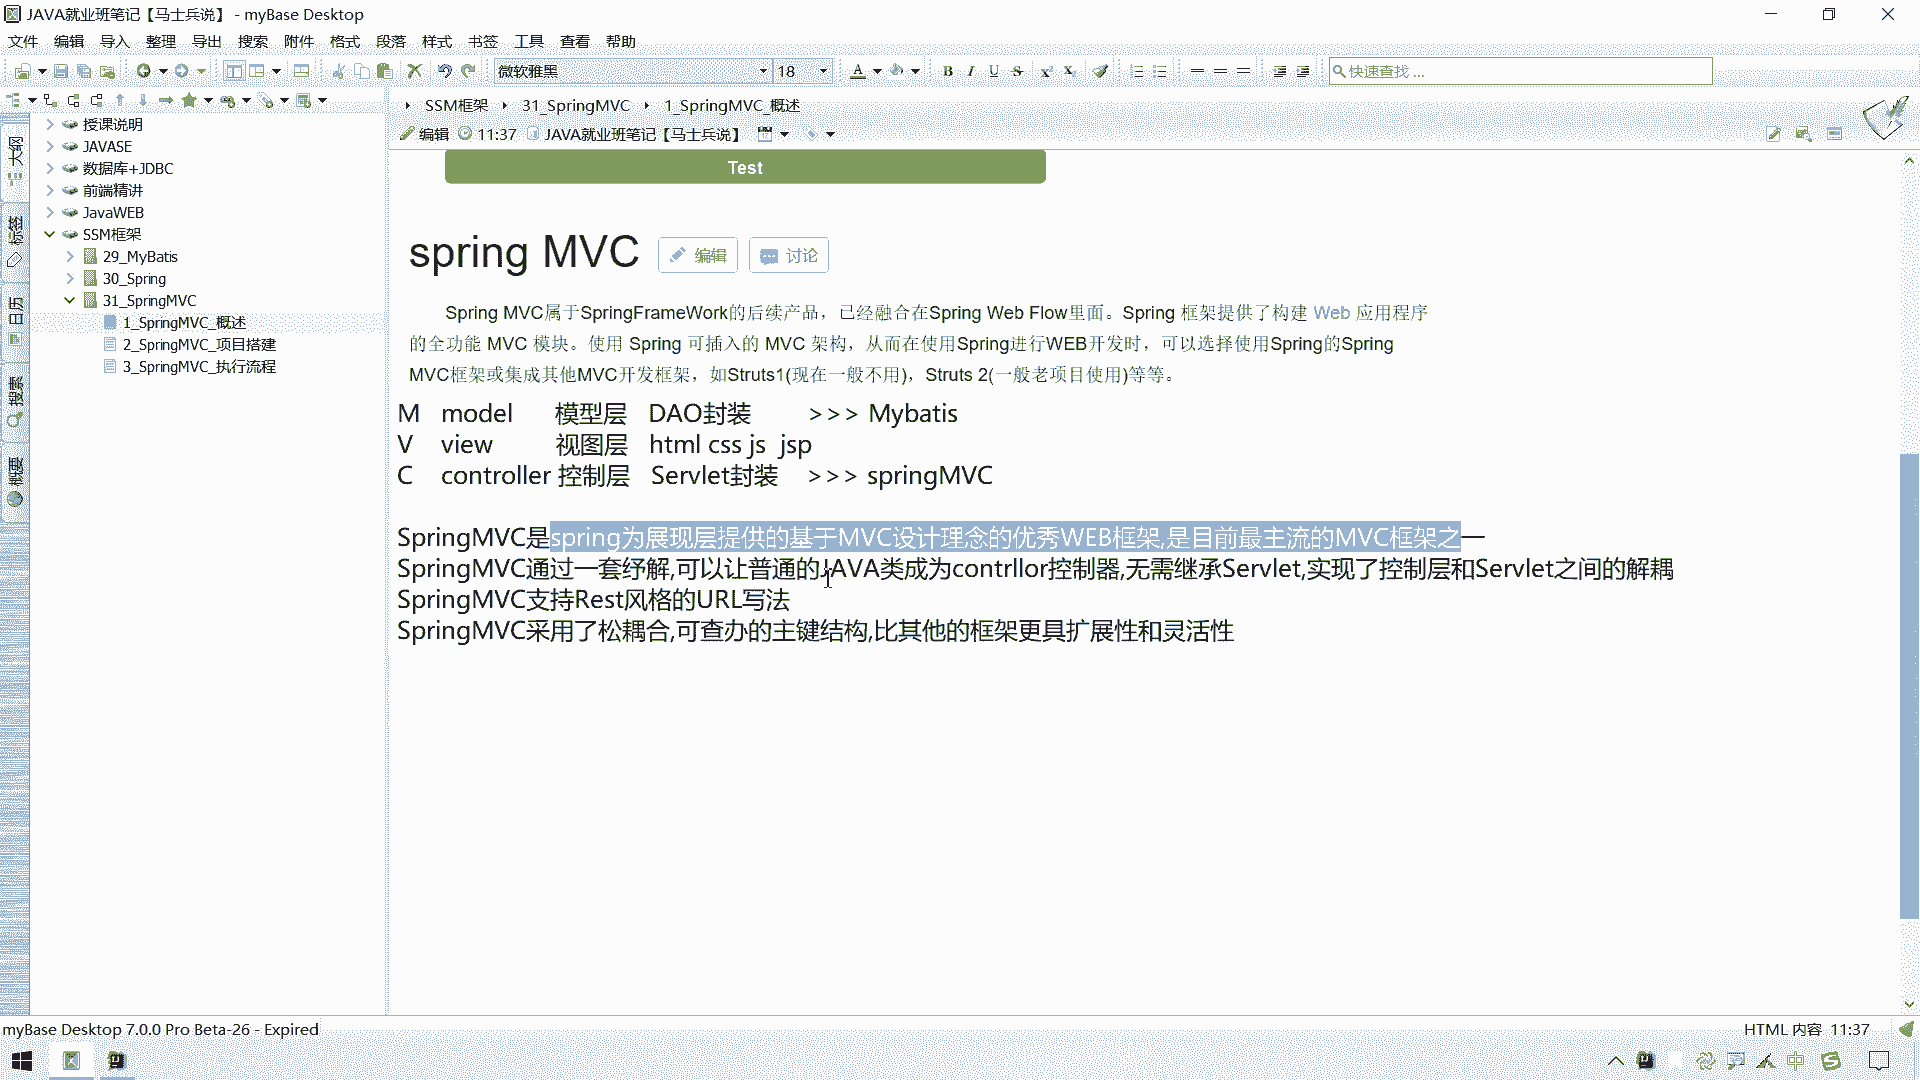 JAVA就业班笔记【马士兵说】 - myBase Desktop
文件 编辑 导入 整理 导出 搜索 附件 格式 段落 样式 书签 工具 查看 帮助
微软雅黑 18 B I U S 快速查找 ...
SSM框架 31_SpringMVC 1_SpringMVC_概述
编辑 11:37 JAVA就业班笔记【马士兵说】
大纲
标签
日历
搜索
概要
授课说明
JAVASE
数据库+JDBC
前端精讲
JavaWEB
SSM框架
29_MyBatis
30_Spring
31_SpringMVC
1_SpringMVC_概述
2_SpringMVC_项目搭建
3_SpringMVC_执行流程
Test
spring MVC 编辑 讨论
Spring MVC属于SpringFrameWork的后续产品，已经融合在Spring Web Flow里面。Spring 框架提供了构建 Web 应用程序
的全功能 MVC 模块。使用 Spring 可插入的 MVC 架构，从而在使用Spring进行WEB开发时，可以选择使用Spring的Spring
MVC框架或集成其他MVC开发框架，如Struts1(现在一般不用)，Struts 2(一般老项目使用)等等。
M model 模型层 DAO封装 >>> Mybatis
V view 视图层 html css js jsp
C controller 控制层 Servlet封装 >>> springMVC
SpringMVC是spring为展现层提供的基于MVC设计理念的优秀WEB框架,是目前最主流的MVC框架之一
SpringMVC通过一套纾解,可以让普通的JAVA类成为contrllor控制器,无需继承Servlet,实现了控制层和Servlet之间的解耦
SpringMVC支持Rest风格的URL写法
SpringMVC采用了松耦合,可查办的主键结构,比其他的框架更具扩展性和灵活性
myBase Desktop 7.0.0 Pro Beta-26 - Expired
HTML 内容 11:37
中